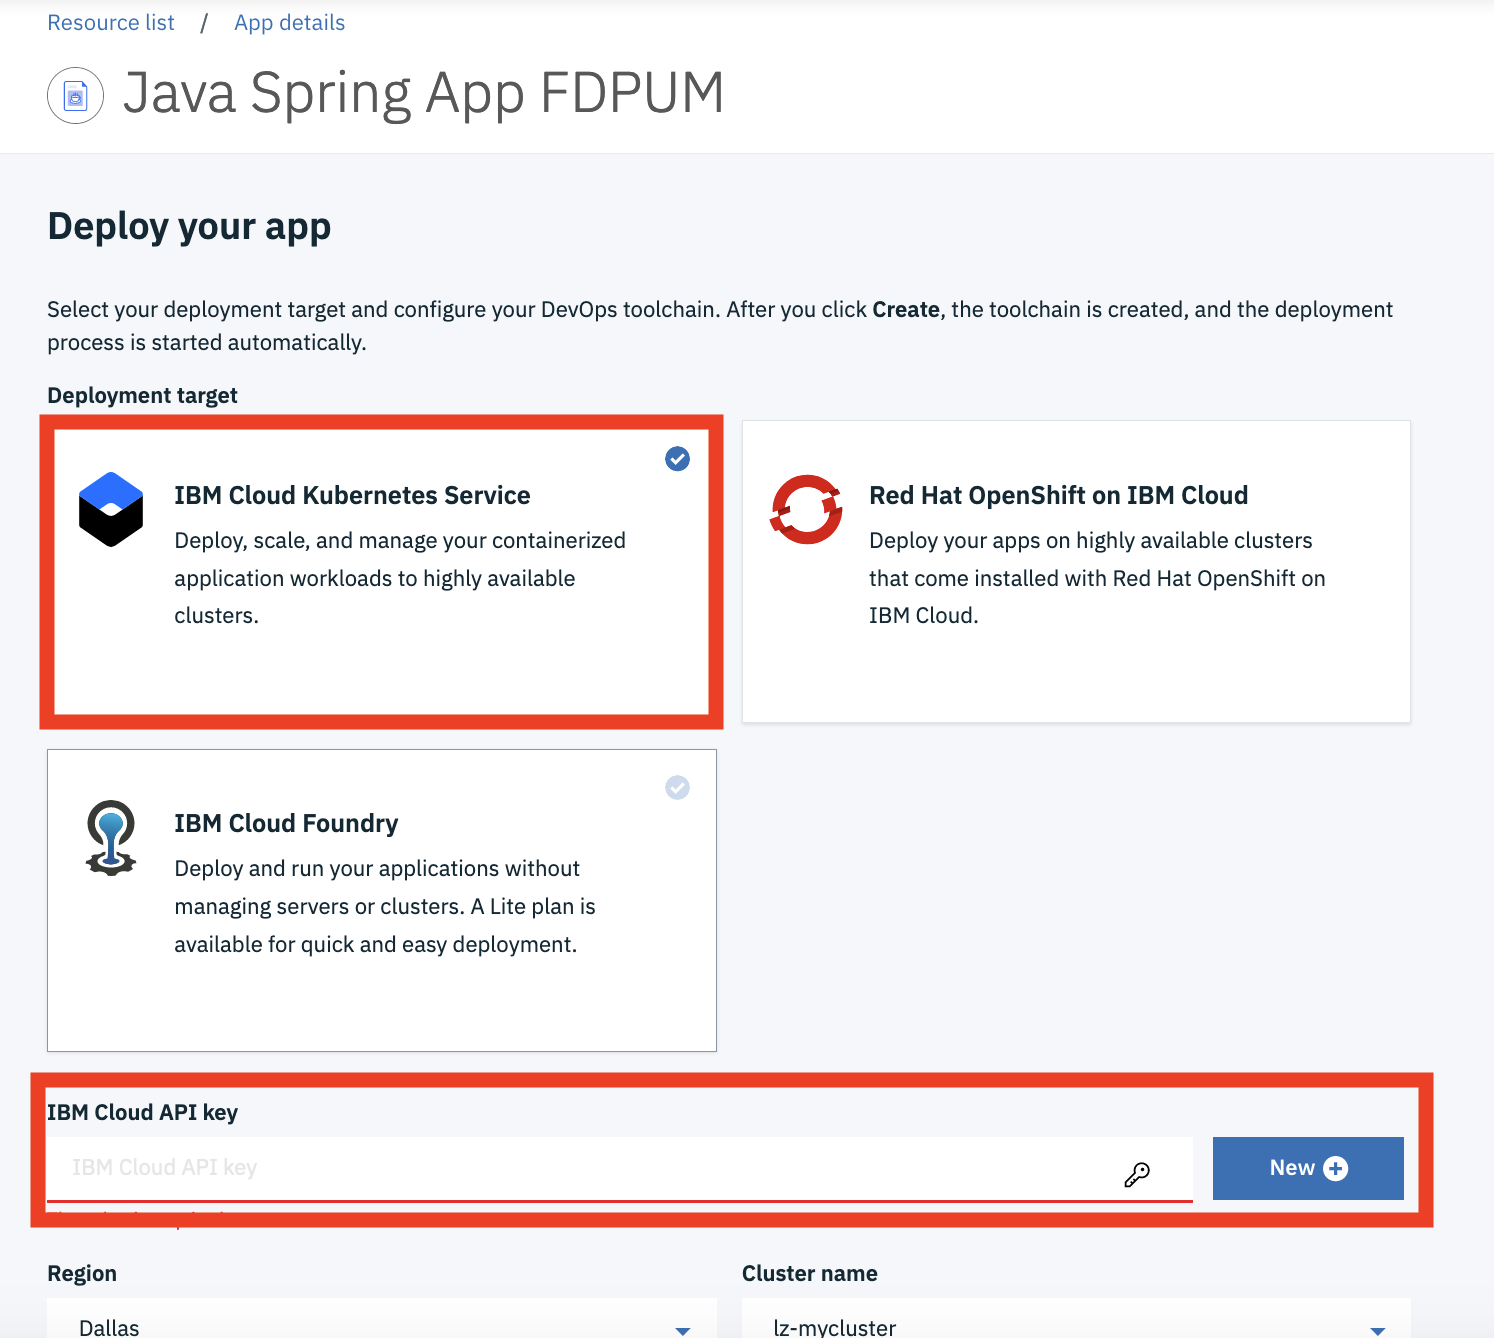 Resource list / App details
Java Spring App FDPUM
Deploy your app
Select your deployment target and configure your DevOps toolchain. After you click Create, the toolchain is created, and the deployment
process is started automatically.
Deployment target
IBM Cloud Kubernetes Service
Deploy, scale, and manage your containerized
application workloads to highly available
clusters.
Red Hat OpenShift on IBM Cloud
Deploy your apps on highly available clusters
that come installed with Red Hat OpenShift on
IBM Cloud.
IBM Cloud Foundry
Deploy and run your applications without
managing servers or clusters. A Lite plan is
available for quick and easy deployment.
IBM Cloud API key
IBM Cloud API key
New
Region
Cluster name
Dallas
lz-mycluster